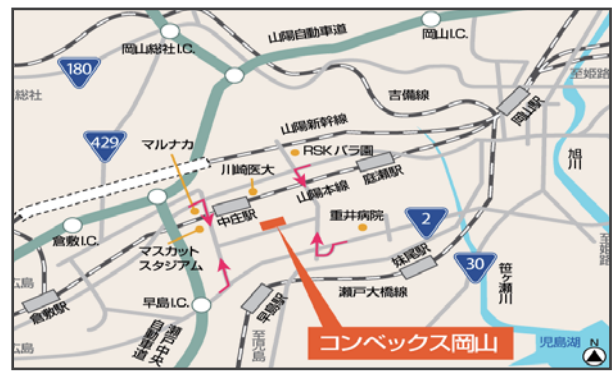 山陽自動車道
岡山I.C.
岡山総社I.C.
180
総社
至姫路
岡山駅
吉備線
山陽新幹線
429
マルナカ
RSKバラ園
川崎医大
庭瀬駅
旭川
山陽本線
中庄駅
重井病院
2
倉敷I.C.
マスカット
スタジアム
妹尾駅
30
笹ヶ瀬川
広島
倉敷駅
早島I.C.
早島駅
瀬戸大橋線
広島
瀬戸中央
自動車道
至児島
コンベックス岡山
児島湖
N